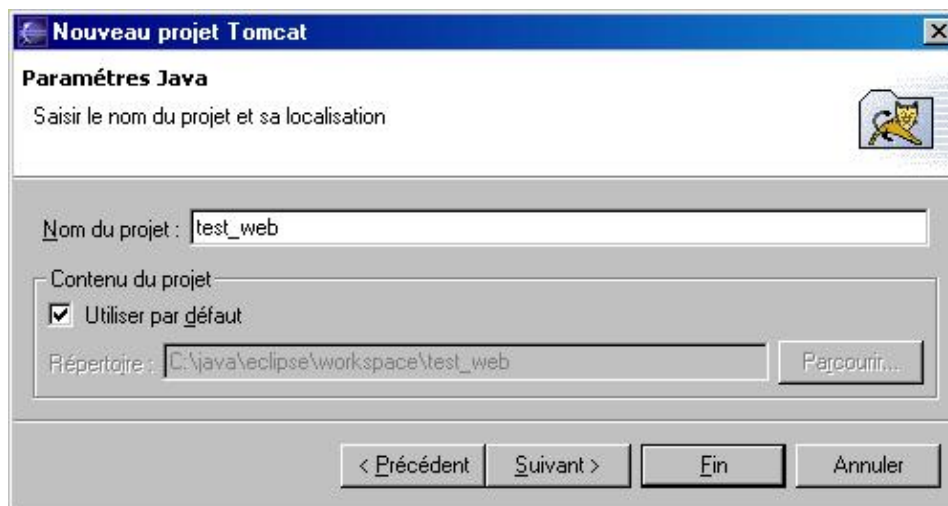 Nouveau projet Tomcat
Paramétres Java
Saisir le nom du projet et sa localisation
Nom du projet : test_web
Contenu du projet
Utiliser par défaut
Répertoire : C:\java\eclipse\workspace\test_web Parcourir...
< Précédent Suivant > Fin Annuler